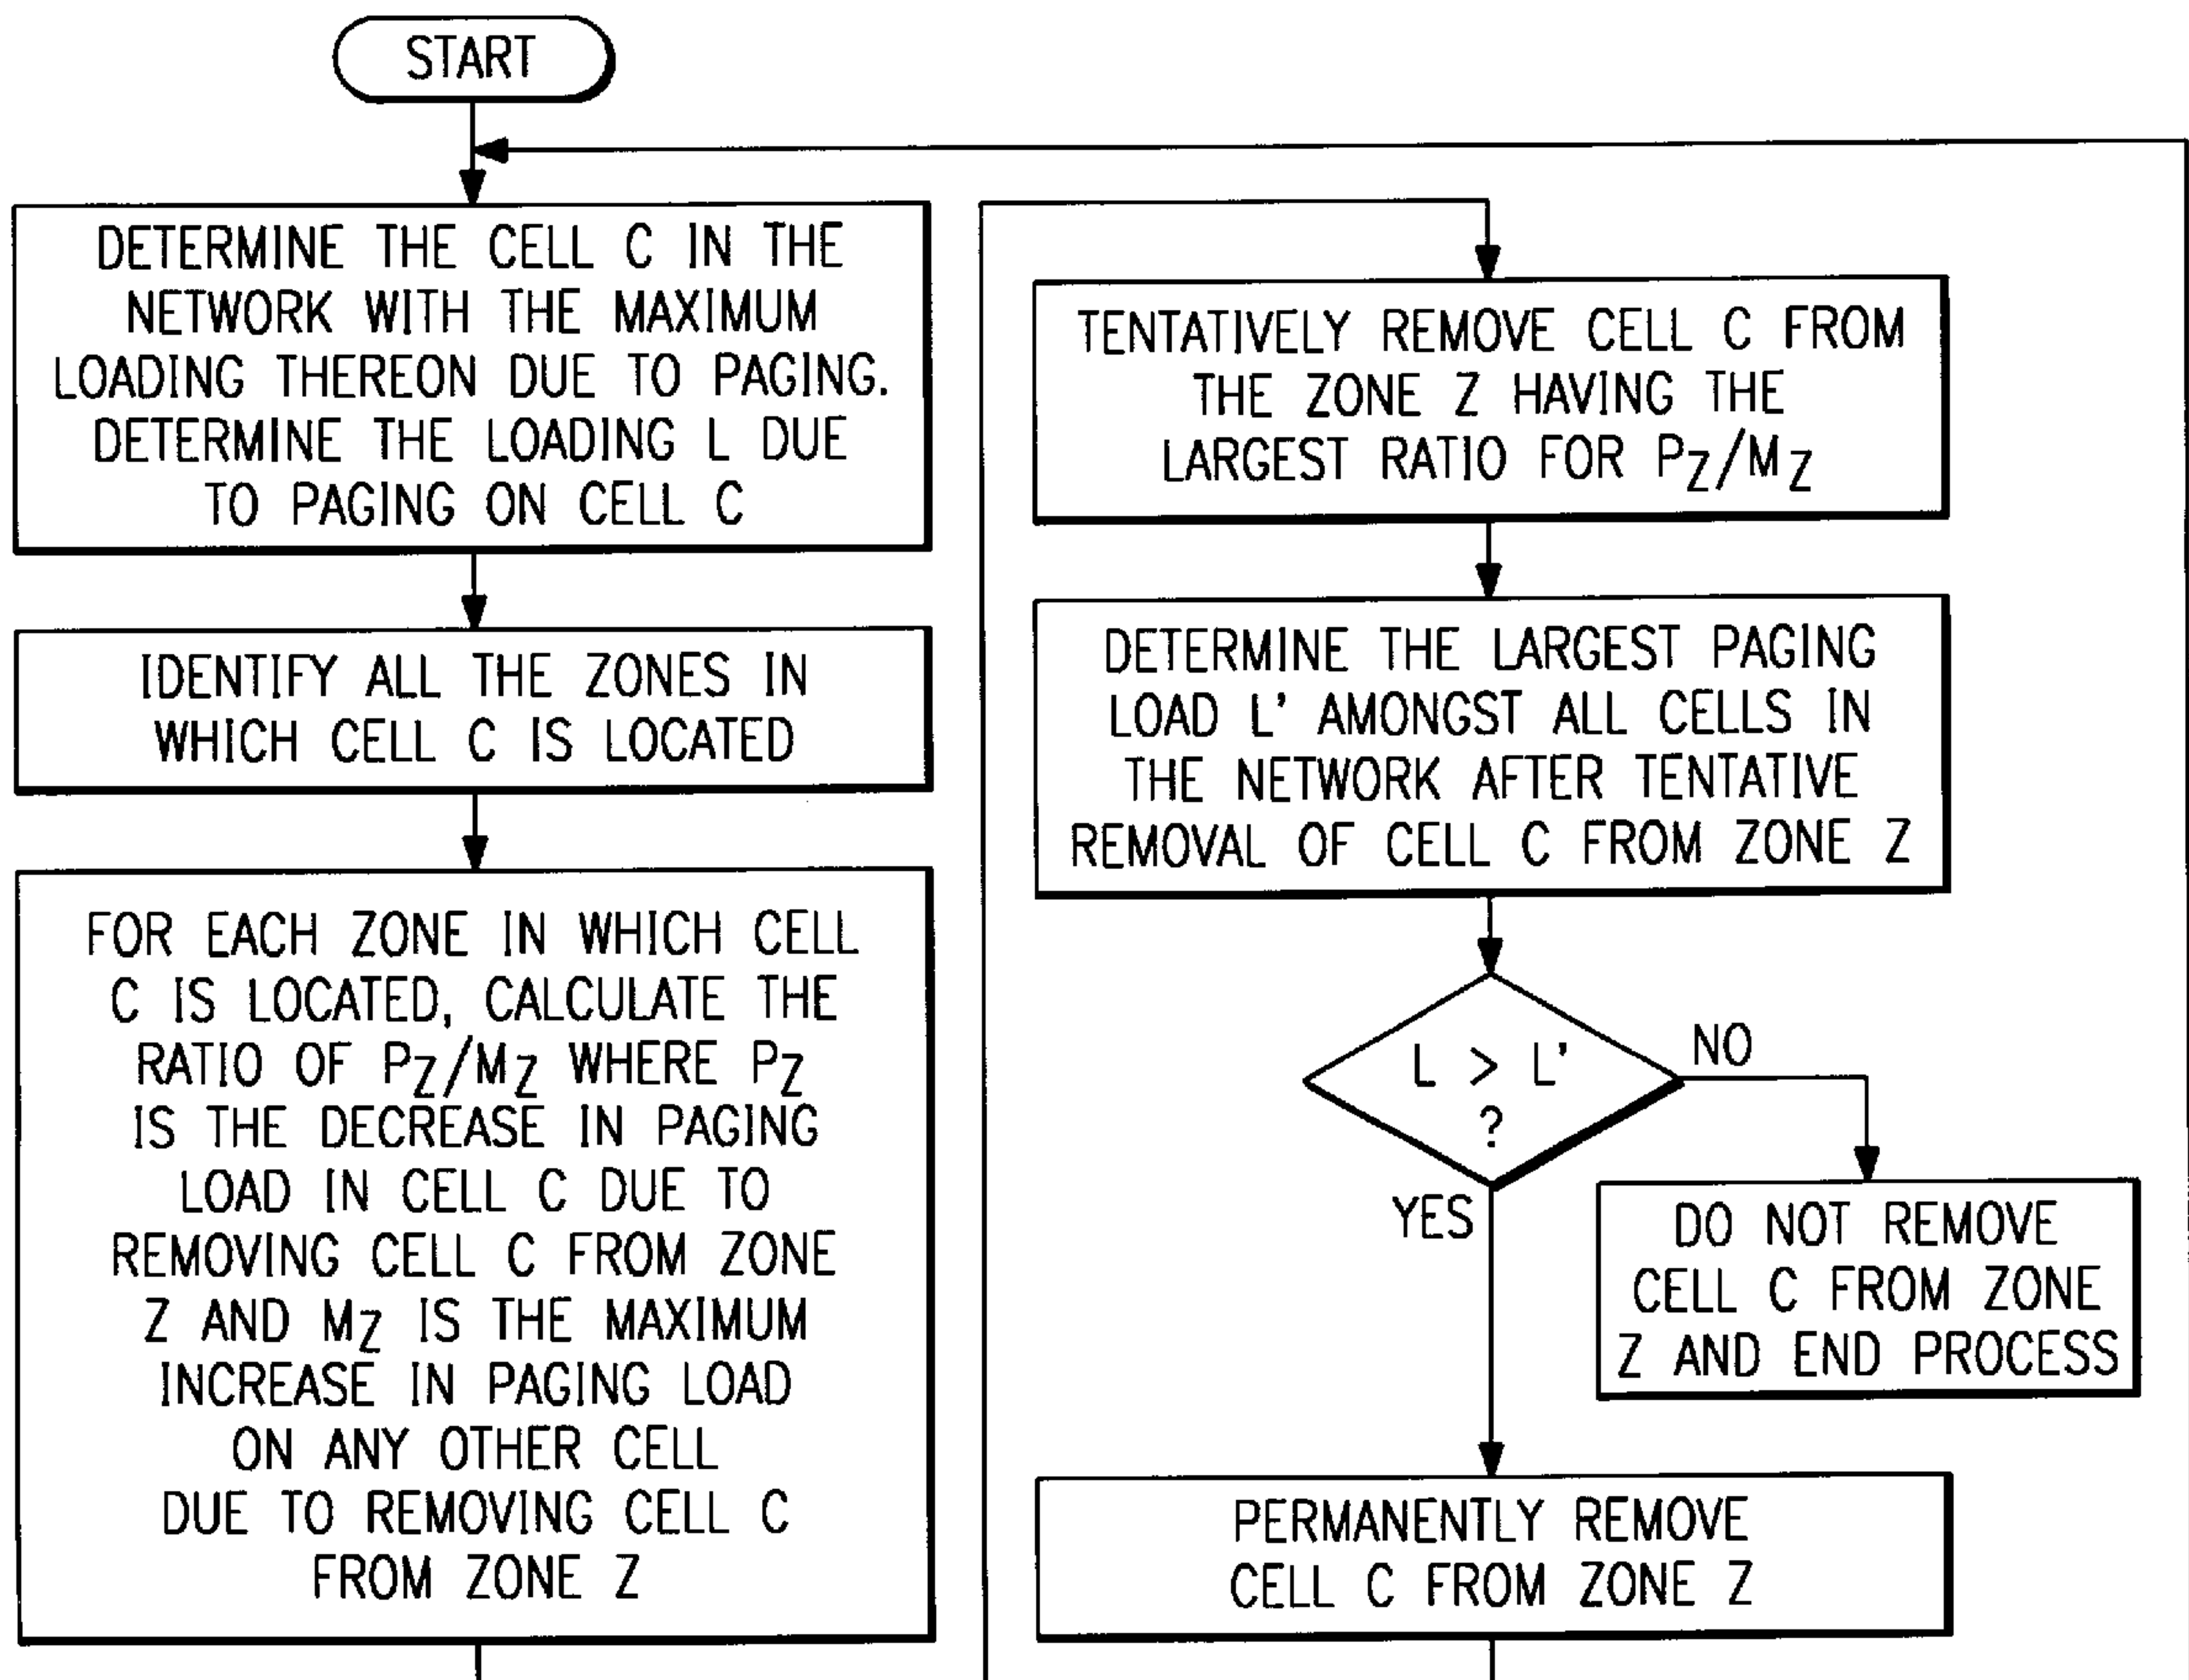 START
DETERMINE THE CELL C IN THE
NETWORK WITH THE MAXIMUM
LOADING THEREON DUE TO PAGING.
DETERMINE THE LOADING L DUE
TO PAGING ON CELL C
IDENTIFY ALL THE ZONES IN
WHICH CELL C IS LOCATED
FOR EACH ZONE IN WHICH CELL
C IS LOCATED, CALCULATE THE
RATIO OF PZ/MZ WHERE PZ
IS THE DECREASE IN PAGING
LOAD IN CELL C DUE TO
REMOVING CELL C FROM ZONE
Z AND MZ IS THE MAXIMUM
INCREASE IN PAGING LOAD
ON ANY OTHER CELL
DUE TO REMOVING CELL C
FROM ZONE Z
TENTATIVELY REMOVE CELL C FROM
THE ZONE Z HAVING THE
LARGEST RATIO FOR PZ/MZ
DETERMINE THE LARGEST PAGING
LOAD L' AMONGST ALL CELLS IN
THE NETWORK AFTER TENTATIVE
REMOVAL OF CELL C FROM ZONE Z
L > L'
?
NO
YES
DO NOT REMOVE
CELL C FROM ZONE
Z AND END PROCESS
PERMANENTLY REMOVE
CELL C FROM ZONE Z